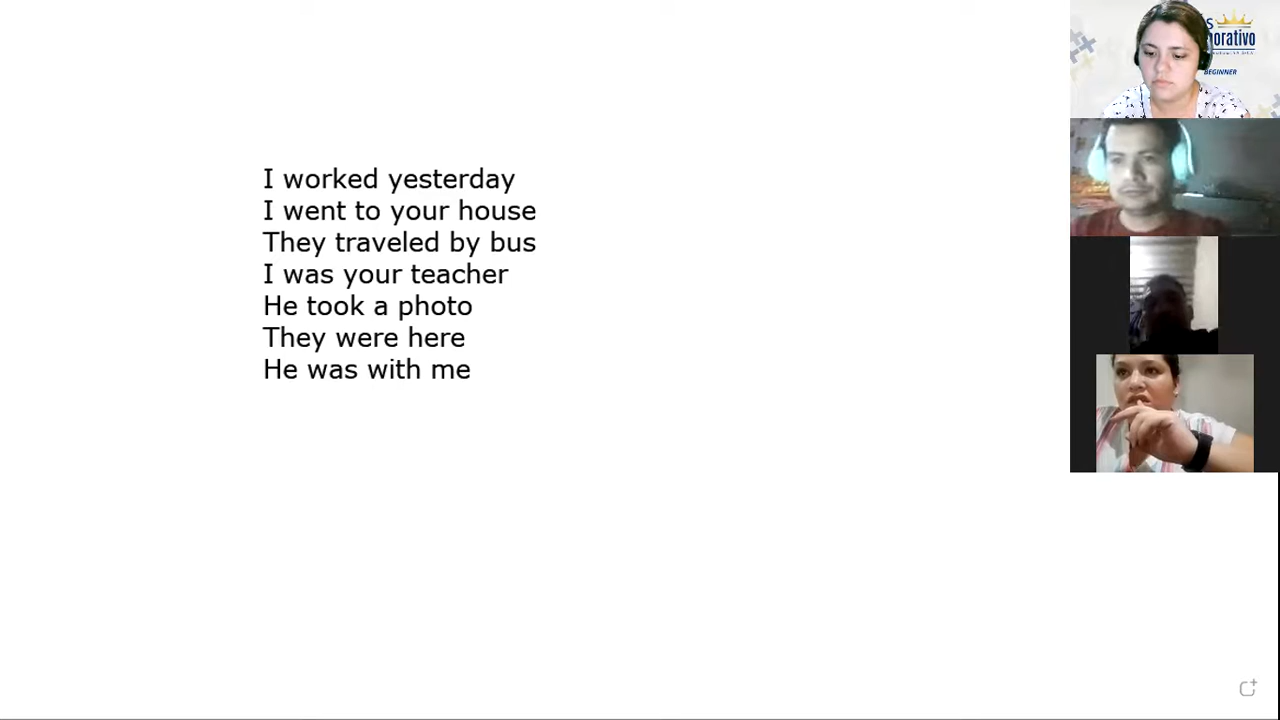 I worked yesterday
I went to your house
They traveled by bus
I was your teacher
He took a photo
They were here
He was with me
BEGINNER